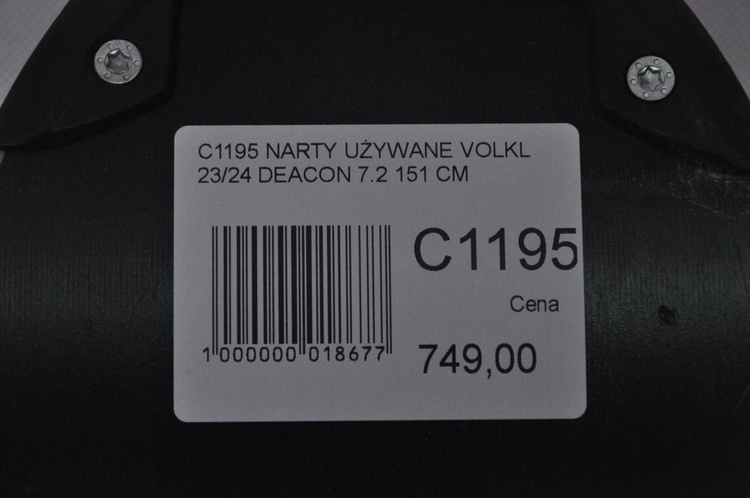 C1195 NARTY UŻYWANE VOLKL
23/24 DEACON 7.2 151 CM
C1195
Cena
749,00
1 000000 018677